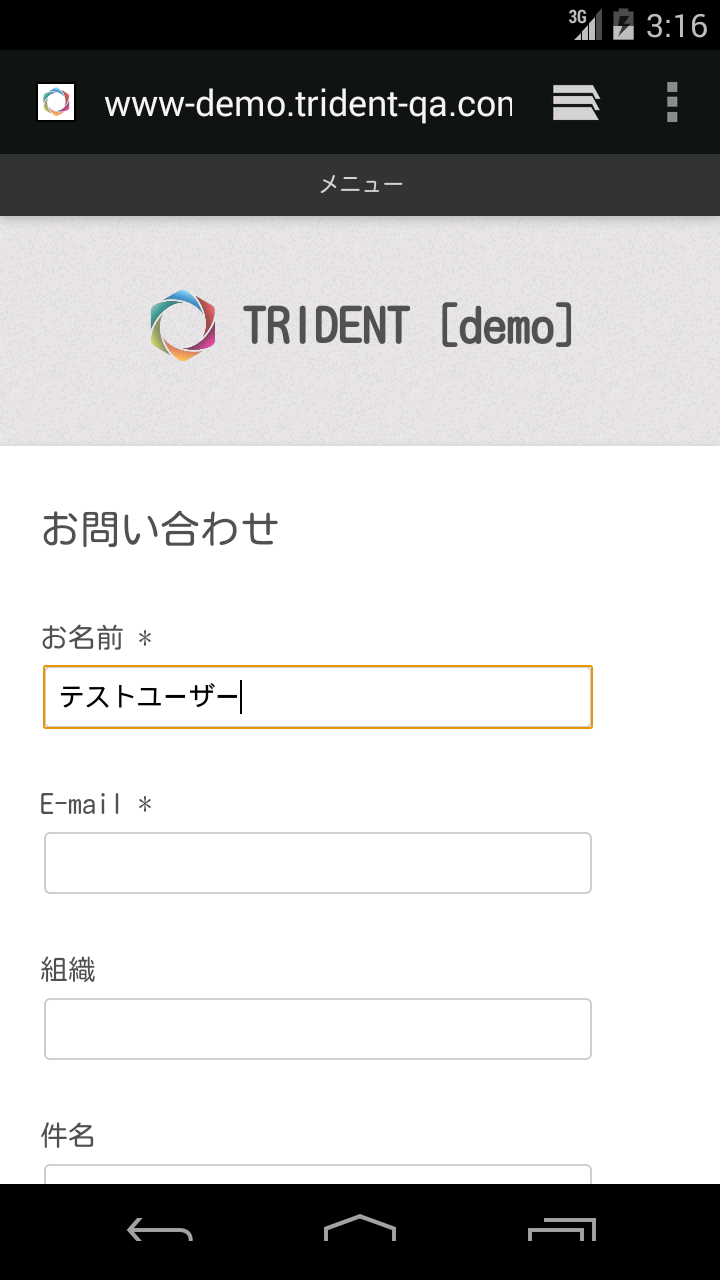 3G 3:16
www-demo.trident-qa.com
メニュー
TRIDENT [demo]
お問い合わせ
お名前 *
テストユーザー
E-mail *
組織
件名